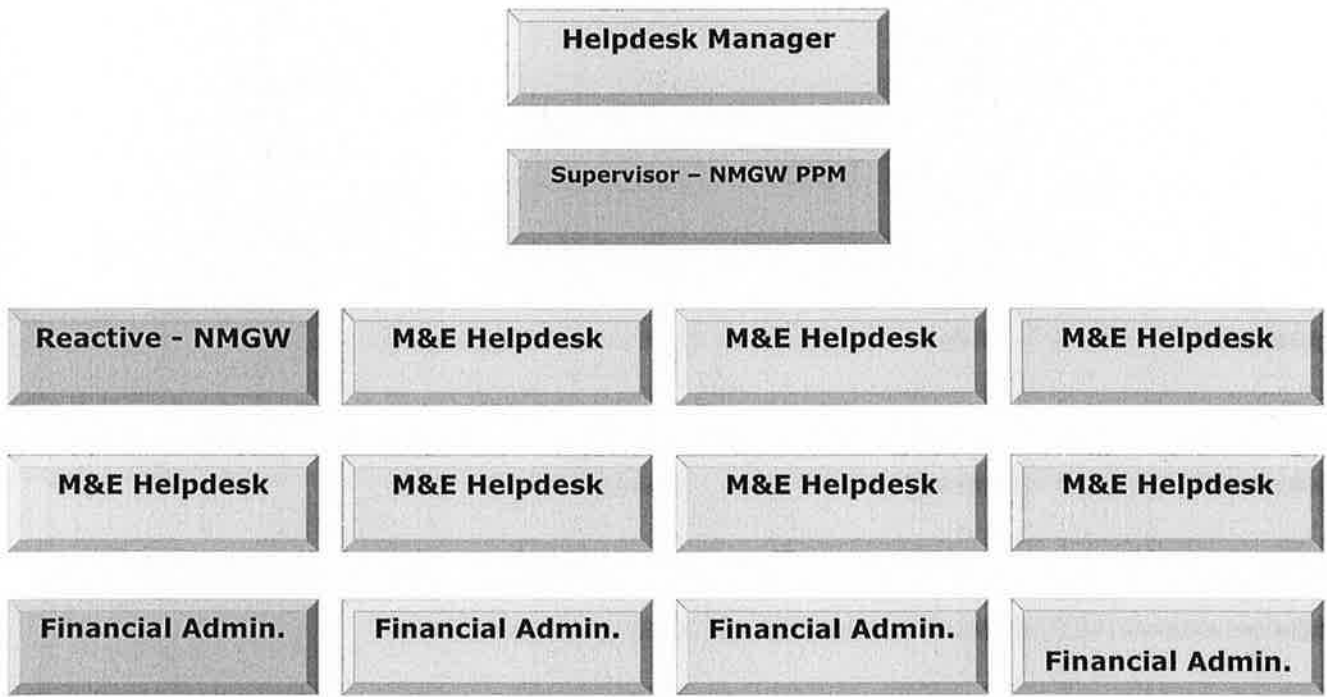 Helpdesk Manager
Supervisor – NMGW PPM
Reactive - NMGW
M&E Helpdesk
M&E Helpdesk
M&E Helpdesk
M&E Helpdesk
M&E Helpdesk
M&E Helpdesk
M&E Helpdesk
Financial Admin.
Financial Admin.
Financial Admin.
Financial Admin.